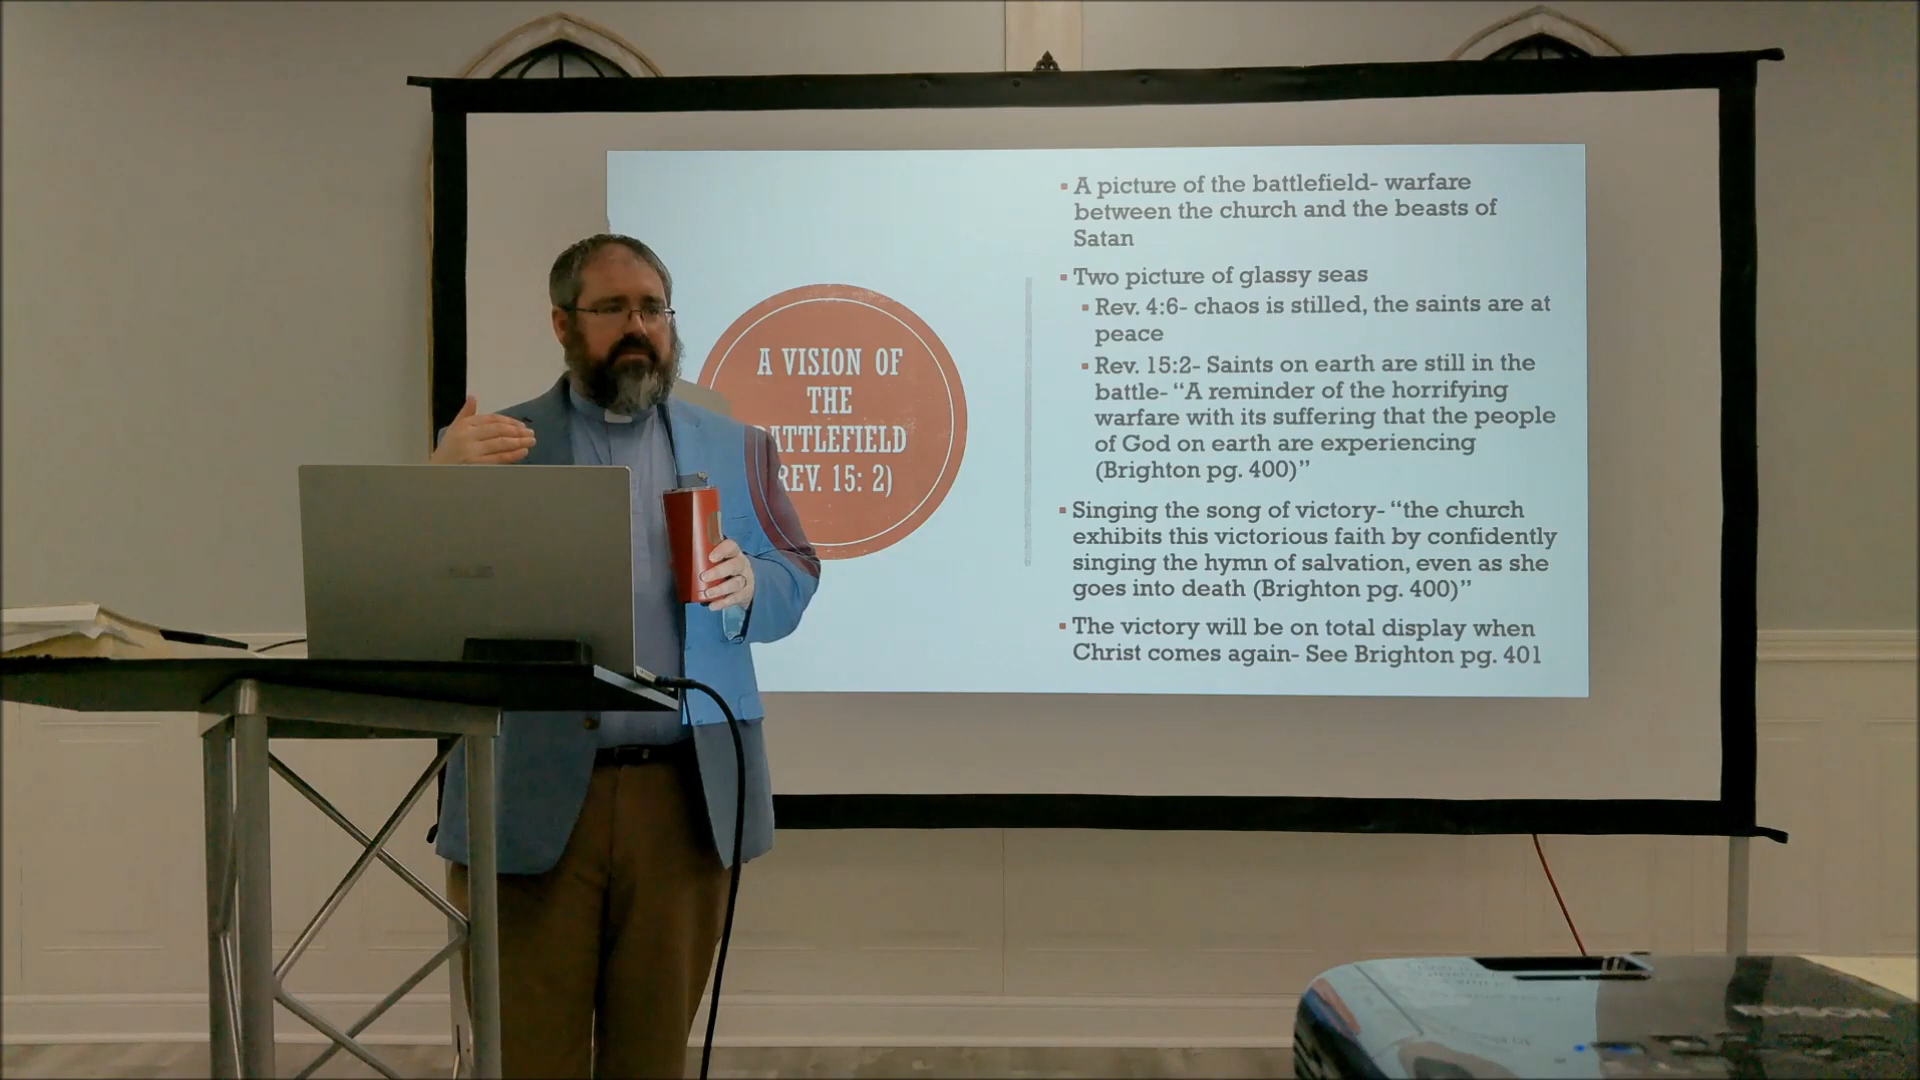 A VISION OF
THE
BATTLEFIELD
(REV. 15: 2)
▪ A picture of the battlefield- warfare
between the church and the beasts of
Satan
▪ Two picture of glassy seas
▪ Rev. 4:6- chaos is stilled, the saints are at
peace
▪ Rev. 15:2- Saints on earth are still in the
battle- “A reminder of the horrifying
warfare with its suffering that the people
of God on earth are experiencing
(Brighton pg. 400)”
▪ Singing the song of victory- “the church
exhibits this victorious faith by confidently
singing the hymn of salvation, even as she
goes into death (Brighton pg. 400)”
▪ The victory will be on total display when
Christ comes again- See Brighton pg. 401